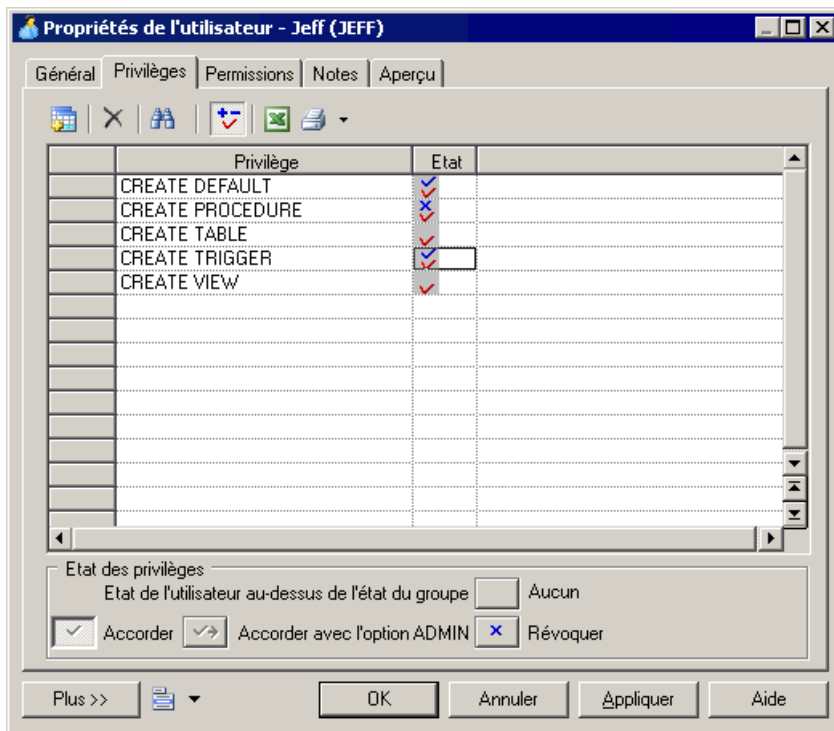 Propriétés de l'utilisateur - Jeff (JEFF)
Général Privilèges Permissions Notes Aperçu
Privilège Etat
CREATE DEFAULT
CREATE PROCEDURE
CREATE TABLE
CREATE TRIGGER
CREATE VIEW
Etat des privilèges
Etat de l'utilisateur au-dessus de l'état du groupe Aucun
Accorder Accorder avec l'option ADMIN Révoquer
Plus >> OK Annuler Appliquer Aide